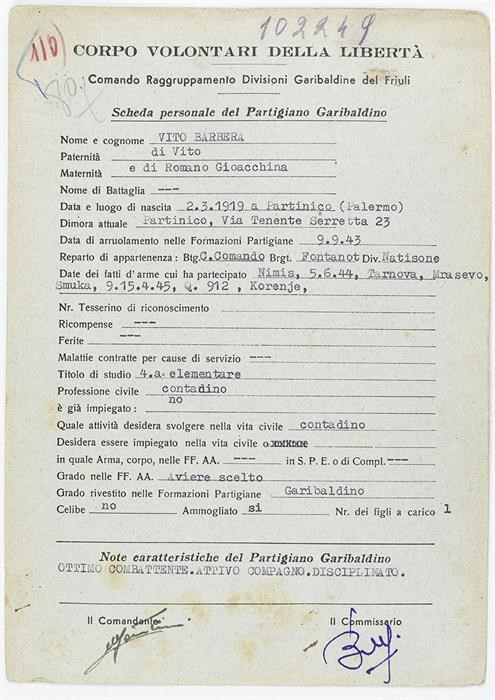 102249
110
CORPO VOLONTARI DELLA LIBERTÀ
Comando Raggruppamento Divisioni Garibaldine del Friuli
Scheda personale del Partigiano Garibaldino
Nome e cognome VITO BARBERA
Paternità di Vito
Maternità e di Romano Gioacchina
Nome di Battaglia ---
Data e luogo di nascita 2.3.1919 a Partinico (Palermo)
Dimora attuale Partinico, Via Tenente Serretta 23
Data di arruolamento nelle Formazioni Partigiane 9.9.43
Reparto di appartenenza : Btg. C.Comando Brgt. Fontanot Div. Natisone
Date dei fatti d'arme cui ha partecipato Nimis, 5.6.44, Tarnova, Mrasevo,
Smuka, 9.15.4.45, Q. 912 , Korenje,
Nr. Tesserino di riconoscimento
Ricompense ---
Ferite ---
Malattie contratte per cause di servizio ---
Titolo di studio 4.a elementare
Professione civile contadino
è già impiegato : no
Quale attività desidera svolgere nella vita civile contadino
Desidera essere impiegato nella vita civile o
in quale Arma, corpo, nelle FF. AA. --- in S. P. E. o di Compl. ---
Grado nelle FF. AA. Aviere scelto
Grado rivestito nelle Formazioni Partigiane Garibaldino
Celibe no Ammogliato si Nr. dei figli a carico 1
Note caratteristiche del Partigiano Garibaldino
OTTIMO COMBATTENTE.ATTIVO COMPAGNO.DISCIPLINATO.
Il Comandante Il Commissario